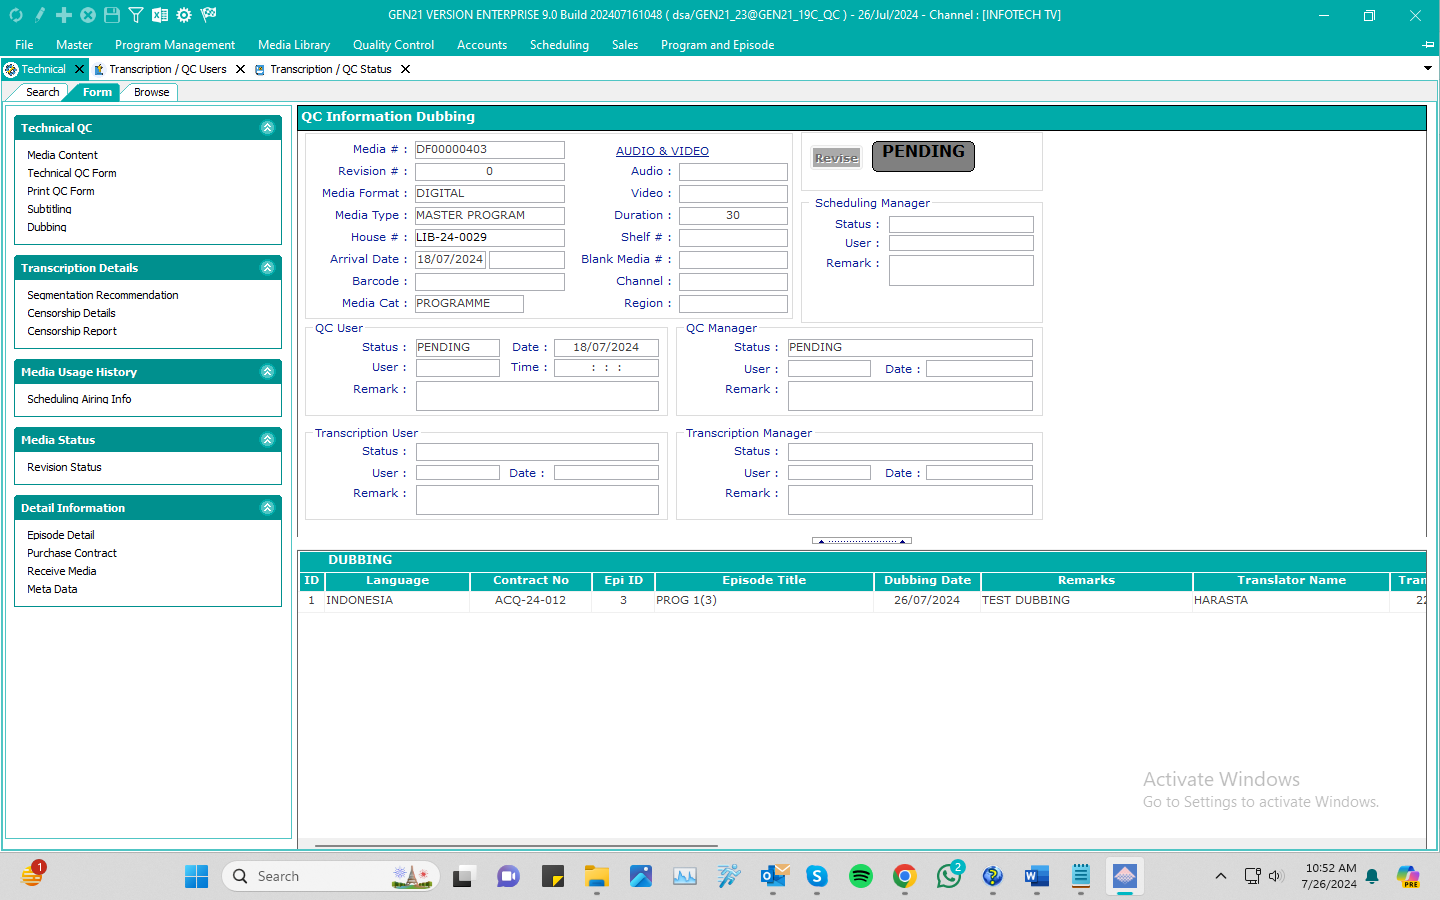 GEN21 VERSION ENTERPRISE 9.0 Build 202407161048 ( dsa/GEN21_23@GEN21_19C_QC ) - 26/Jul/2024 - Channel : [INFOTECH TV]
File Master Program Management Media Library Quality Control Accounts Scheduling Sales Program and Episode
Technical Transcription / QC Users Transcription / QC Status
Search Form Browse
Technical QC
Media Content
Technical QC Form
Print QC Form
Subtitling
Dubbing
Transcription Details
Segmentation Recommendation
Censorship Details
Censorship Report
Media Usage History
Scheduling Airing Info
Media Status
Revision Status
Detail Information
Episode Detail
Purchase Contract
Receive Media
Meta Data
QC Information Dubbing
Media # : DF00000403
Revision # : 0
Media Format : DIGITAL
Media Type : MASTER PROGRAM
House # : LIB-24-0029
Arrival Date : 18/07/2024
Barcode :
Media Cat : PROGRAMME
AUDIO & VIDEO
Audio :
Video :
Duration : 30
Shelf # :
Blank Media # :
Channel :
Region :
Revise PENDING
Scheduling Manager
Status :
User :
Remark :
QC User
Status : PENDING Date : 18/07/2024
User : Time : : : :
Remark :
QC Manager
Status : PENDING
User : Date :
Remark :
Transcription User
Status :
User : Date :
Remark :
Transcription Manager
Status :
User : Date :
Remark :
DUBBING
ID Language Contract No Epi ID Episode Title Dubbing Date Remarks Translator Name Tran
1 INDONESIA ACQ-24-012 3 PROG 1(3) 26/07/2024 TEST DUBBING HARASTA 22
Activate Windows
Go to Settings to activate Windows.
1 Search 2 10:52 AM
7/26/2024 PRE